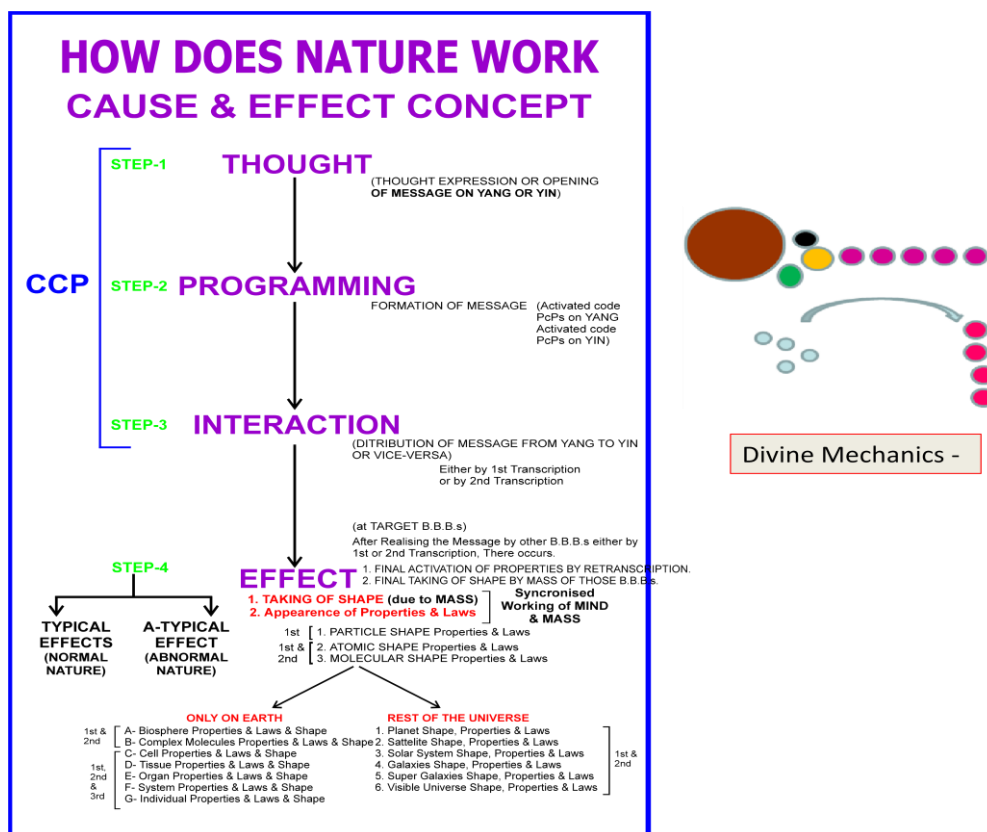 HOW DOES NATURE WORK
CAUSE & EFFECT CONCEPT
STEP-1
THOUGHT
(THOUGHT EXPRESSION OR OPENING
OF MESSAGE ON YANG OR YIN)
CCP
STEP-2
PROGRAMMING
FORMATION OF MESSAGE (Activated code
PcPs on YANG
Activated code
PcPs on YIN)
STEP-3
INTERACTION
(DITRIBUTION OF MESSAGE FROM YANG TO YIN
OR VICE-VERSA)
Either by 1st Transcription
or by 2nd Transcription
Divine Mechanics -
(at TARGET B.B.B.s)
After Realising the Message by other B.B.B.s either by
1st or 2nd Transcription, There occurs.
STEP-4
EFFECT
1. FINAL ACTIVATION OF PROPERTIES BY RETRANSCRIPTION.
2. FINAL TAKING OF SHAPE BY MASS OF THOSE B.B.B's.
1. TAKING OF SHAPE (due to MASS)
2. Appearence of Properties & Laws
Syncronised
Working of MIND
& MASS
TYPICAL
EFFECTS
(NORMAL
NATURE)
A-TYPICAL
EFFECT
(ABNORMAL
NATURE)
1st
1. PARTICLE SHAPE Properties & Laws
1st &
2nd
2. ATOMIC SHAPE Properties & Laws
3. MOLECULAR SHAPE Properties & Laws
ONLY ON EARTH
1st &
2nd
A- Biosphere Properties & Laws & Shape
B- Complex Molecules Properties & Laws & Shape
1st,
2nd
&
3rd
C- Cell Properties & Laws & Shape
D- Tissue Properties & Laws & Shape
E- Organ Properties & Laws & Shape
F- System Properties & Laws & Shape
G- Individual Properties & Laws & Shape
REST OF THE UNIVERSE
1. Planet Shape, Properties & Laws
2. Sattelite Shape, Properties & Laws
3. Solar System Shape, Properties & Laws
4. Galaxies Shape, Properties & Laws
5. Super Galaxies Shape, Properties & Laws
6. Visible Universe Shape, Properties & Laws
1st &
2nd